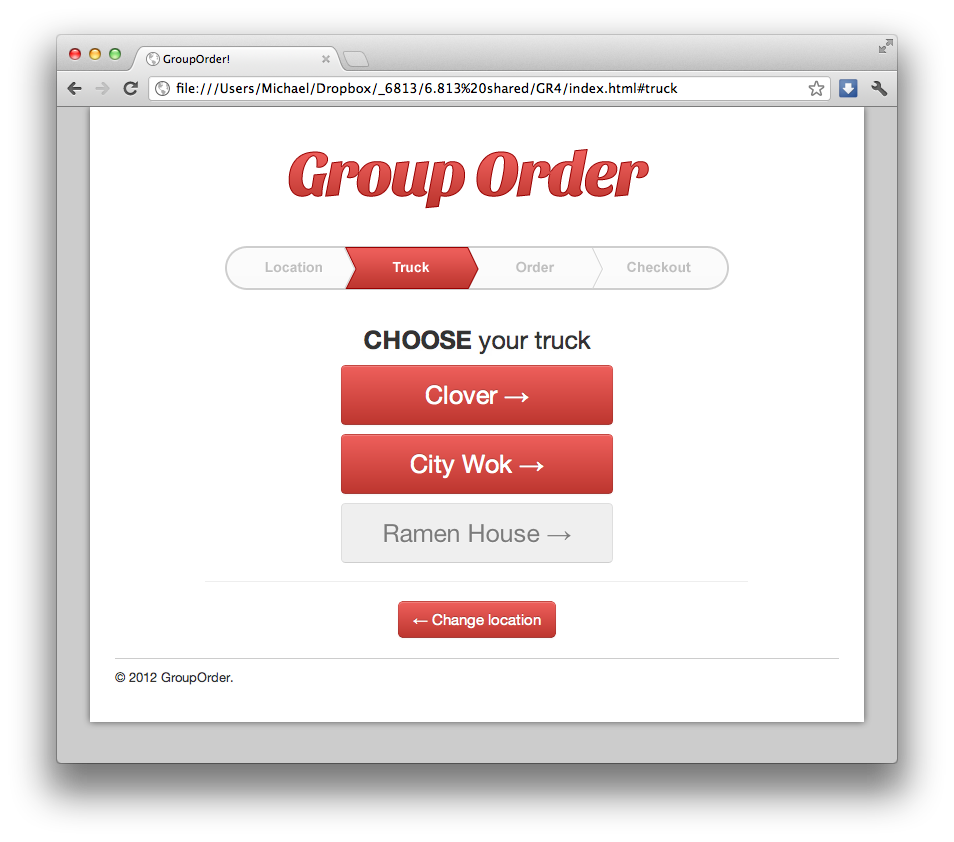 GroupOrder!
file:///Users/Michael/Dropbox/_6813/6.813%20shared/GR4/index.html#truck
Group Order
Location Truck Order Checkout
CHOOSE your truck
Clover →
City Wok →
Ramen House →
← Change location
© 2012 GroupOrder.